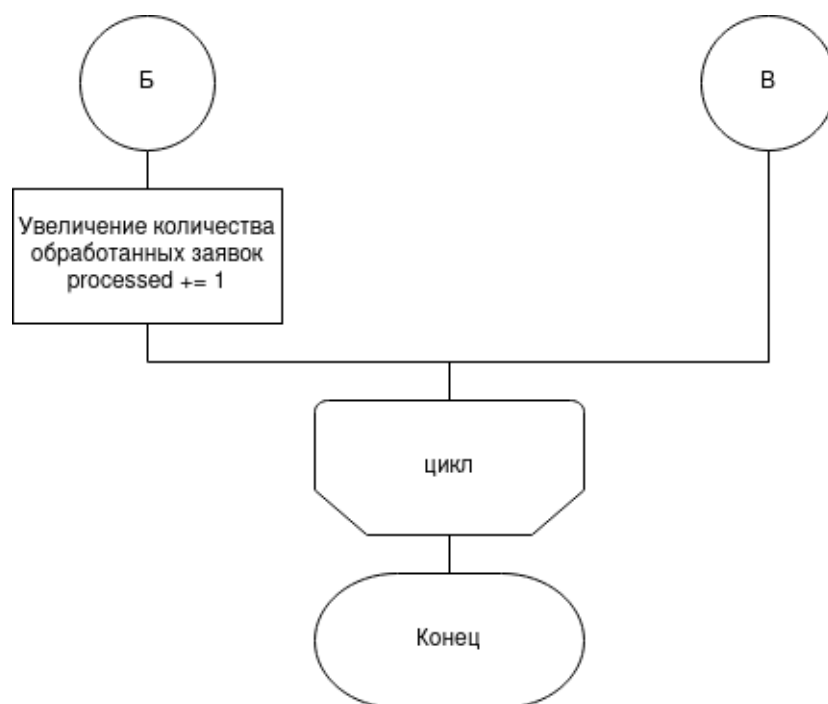 Б
В
Увеличение количества
обработанных заявок
processed += 1
цикл
Конец